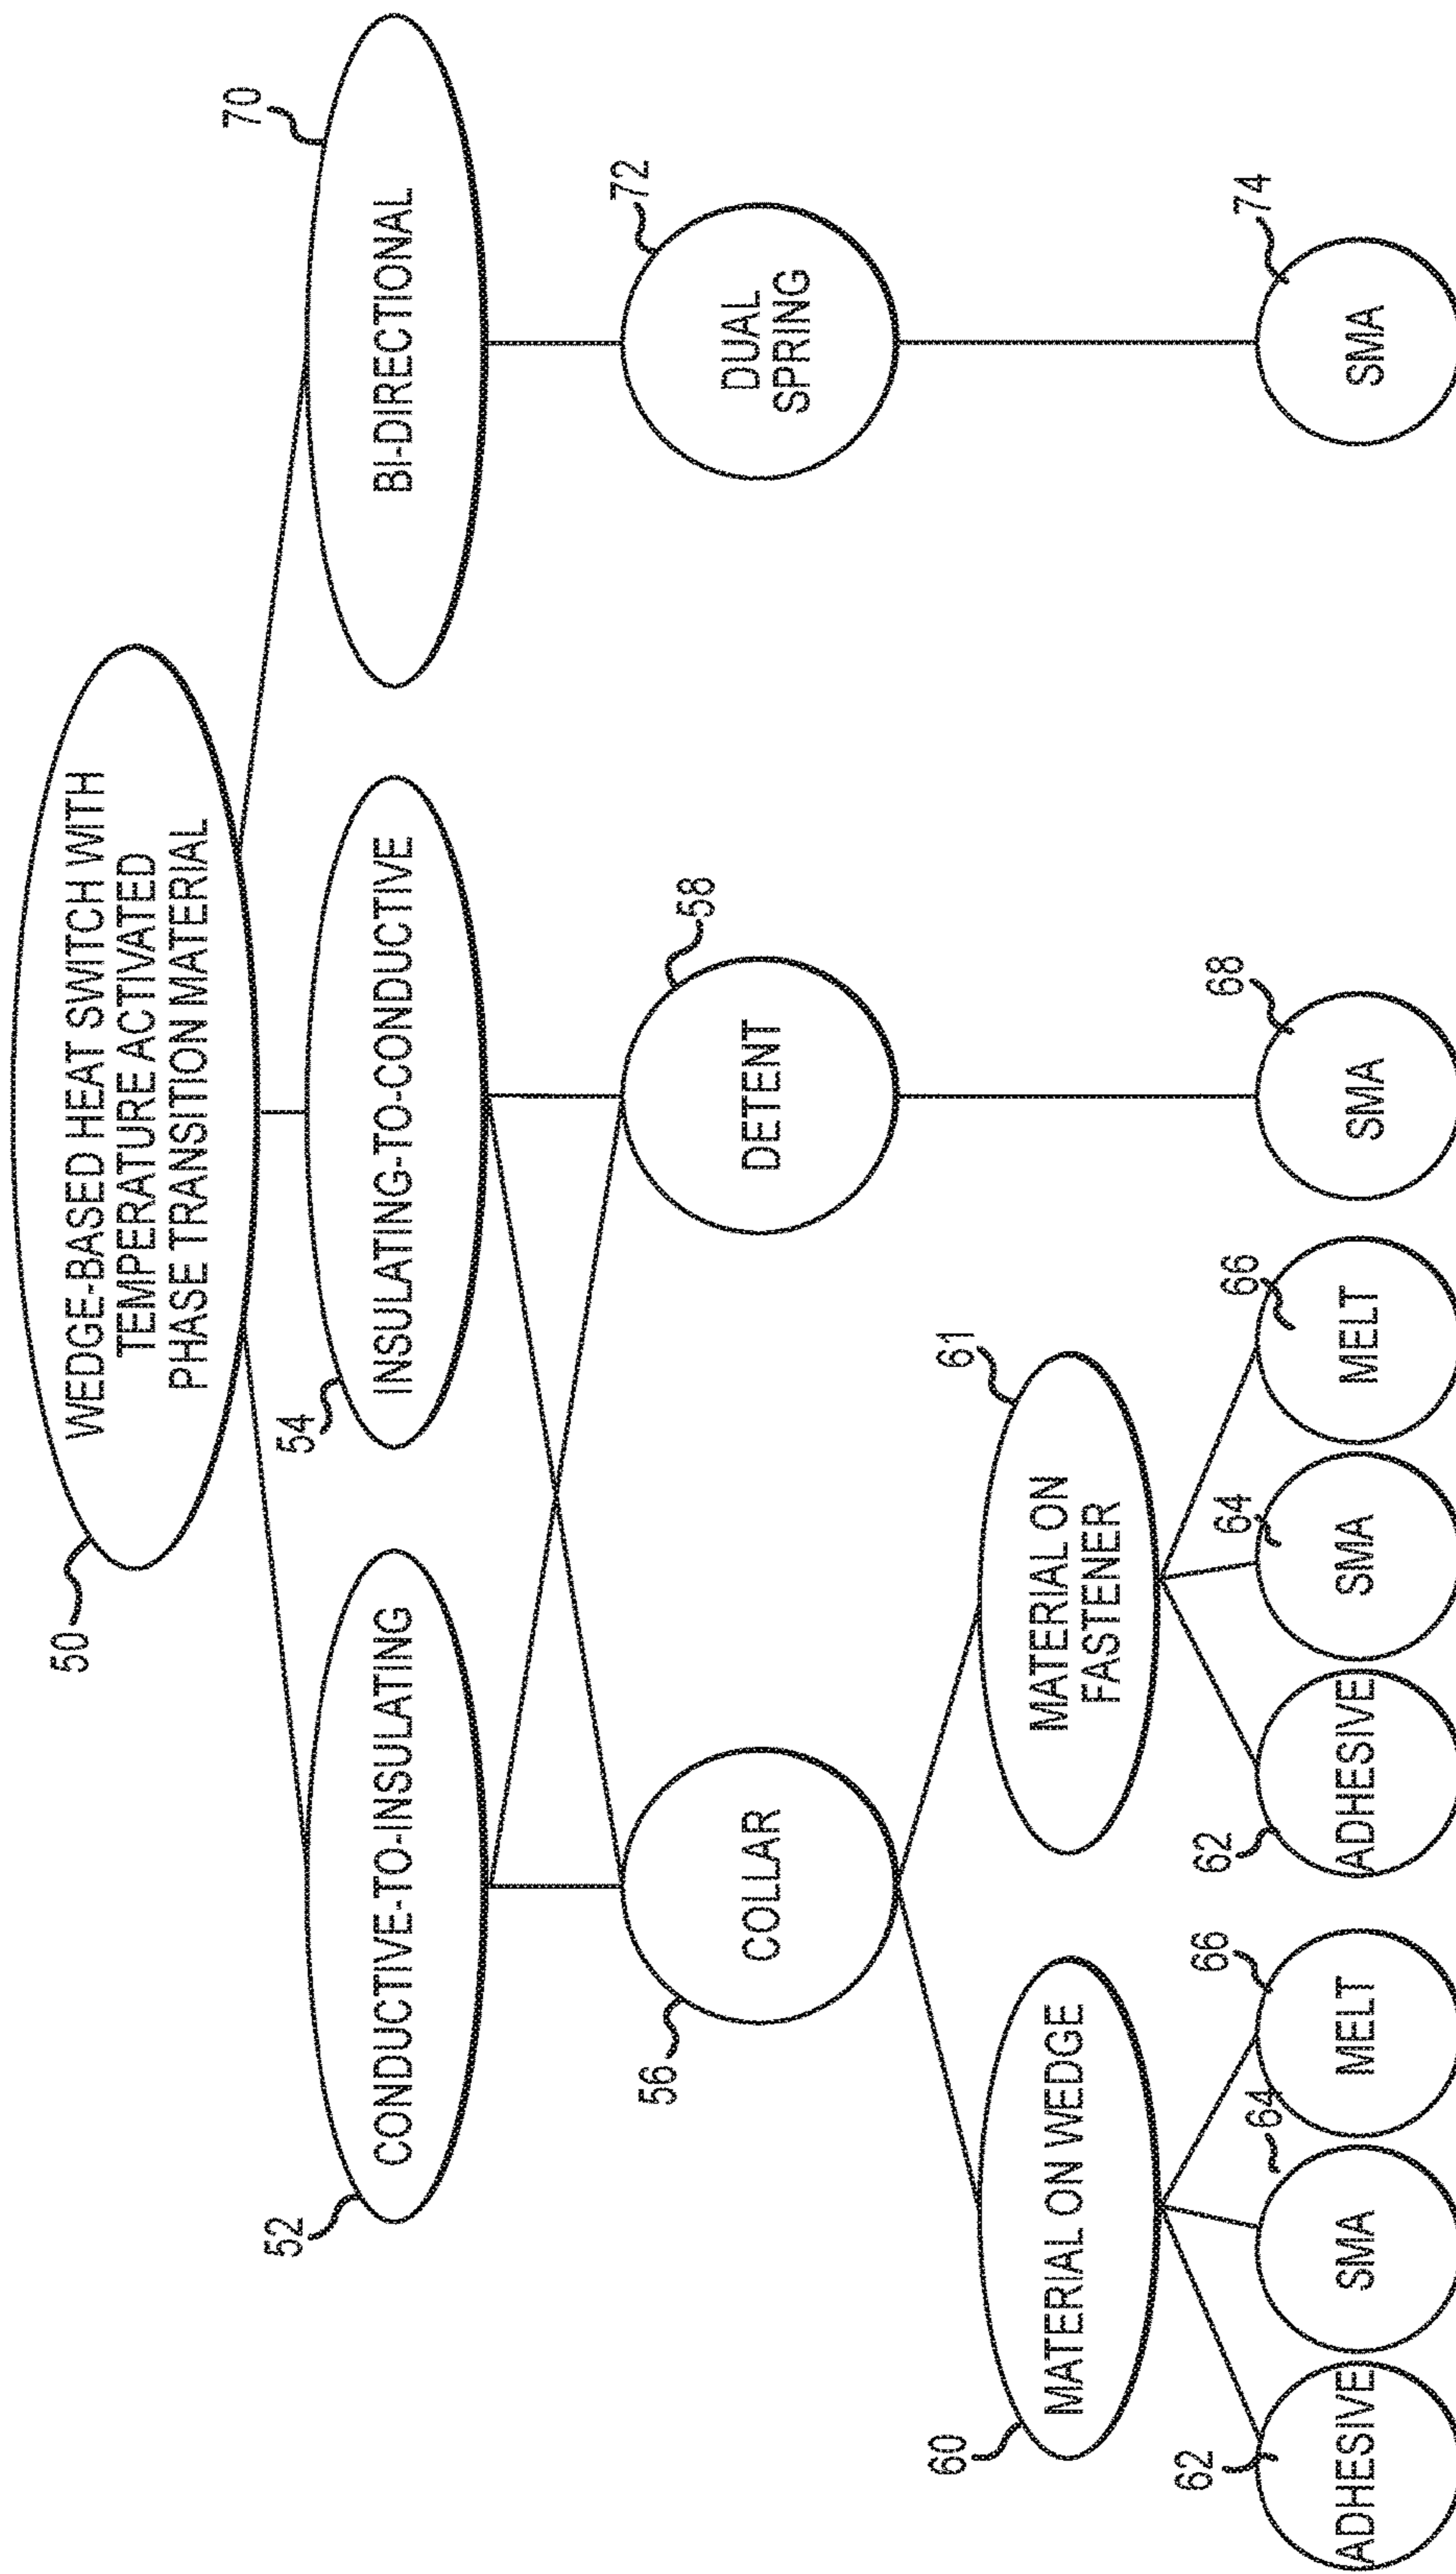 50
WEDGE-BASED HEAT SWITCH WITH
TEMPERATURE ACTIVATED
PHASE TRANSITION MATERIAL
52
CONDUCTIVE-TO-INSULATING
54
INSULATING-TO-CONDUCTIVE
70
BI-DIRECTIONAL
56
COLLAR
58
DETENT
72
DUAL
SPRING
60
MATERIAL ON WEDGE
61
MATERIAL ON
FASTENER
62
ADHESIVE
64
SMA
66
MELT
62
ADHESIVE
64
SMA
66
MELT
68
SMA
74
SMA